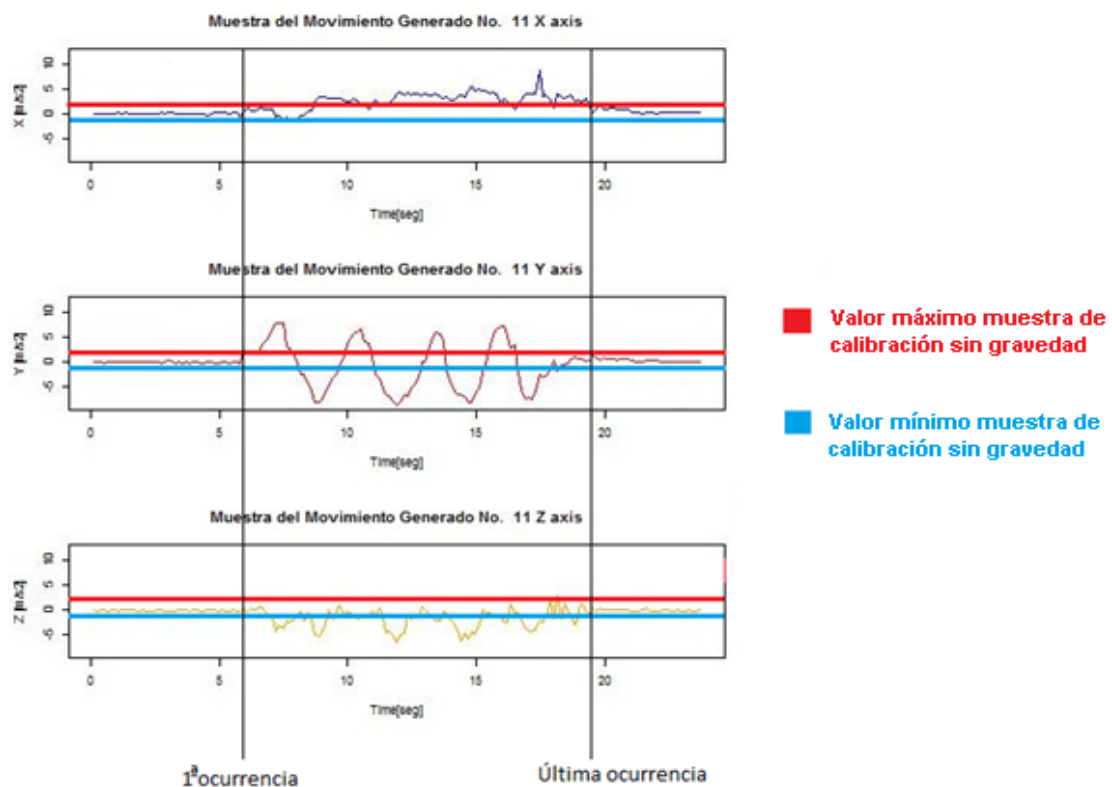 Muestra del Movimiento Generado No. 11 X axis
X [m&2]
10
5
0
-5
0 5 10 15 20
Time[seg]
Muestra del Movimiento Generado No. 11 Y axis
Y [m&2]
10
5
0
-5
0 5 10 15 20
Time[seg]
Valor máximo muestra de
calibración sin gravedad
Valor mínimo muestra de
calibración sin gravedad
Muestra del Movimiento Generado No. 11 Z axis
Z [m&2]
10
5
0
-5
0 5 10 15 20
Time[seg]
1ªocurrencia
Última ocurrencia